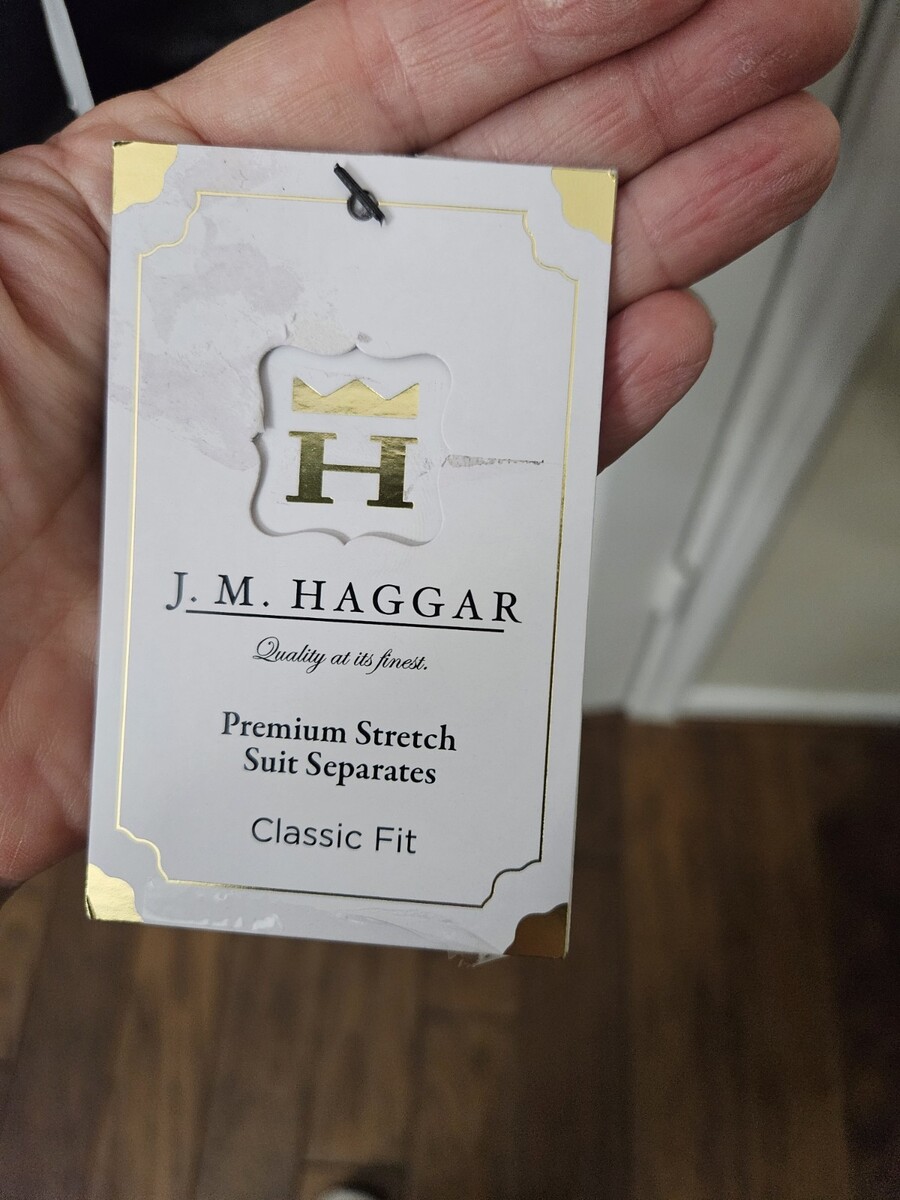 H
J. M. HAGGAR
Quality at its finest.
Premium Stretch
Suit Separates
Classic Fit